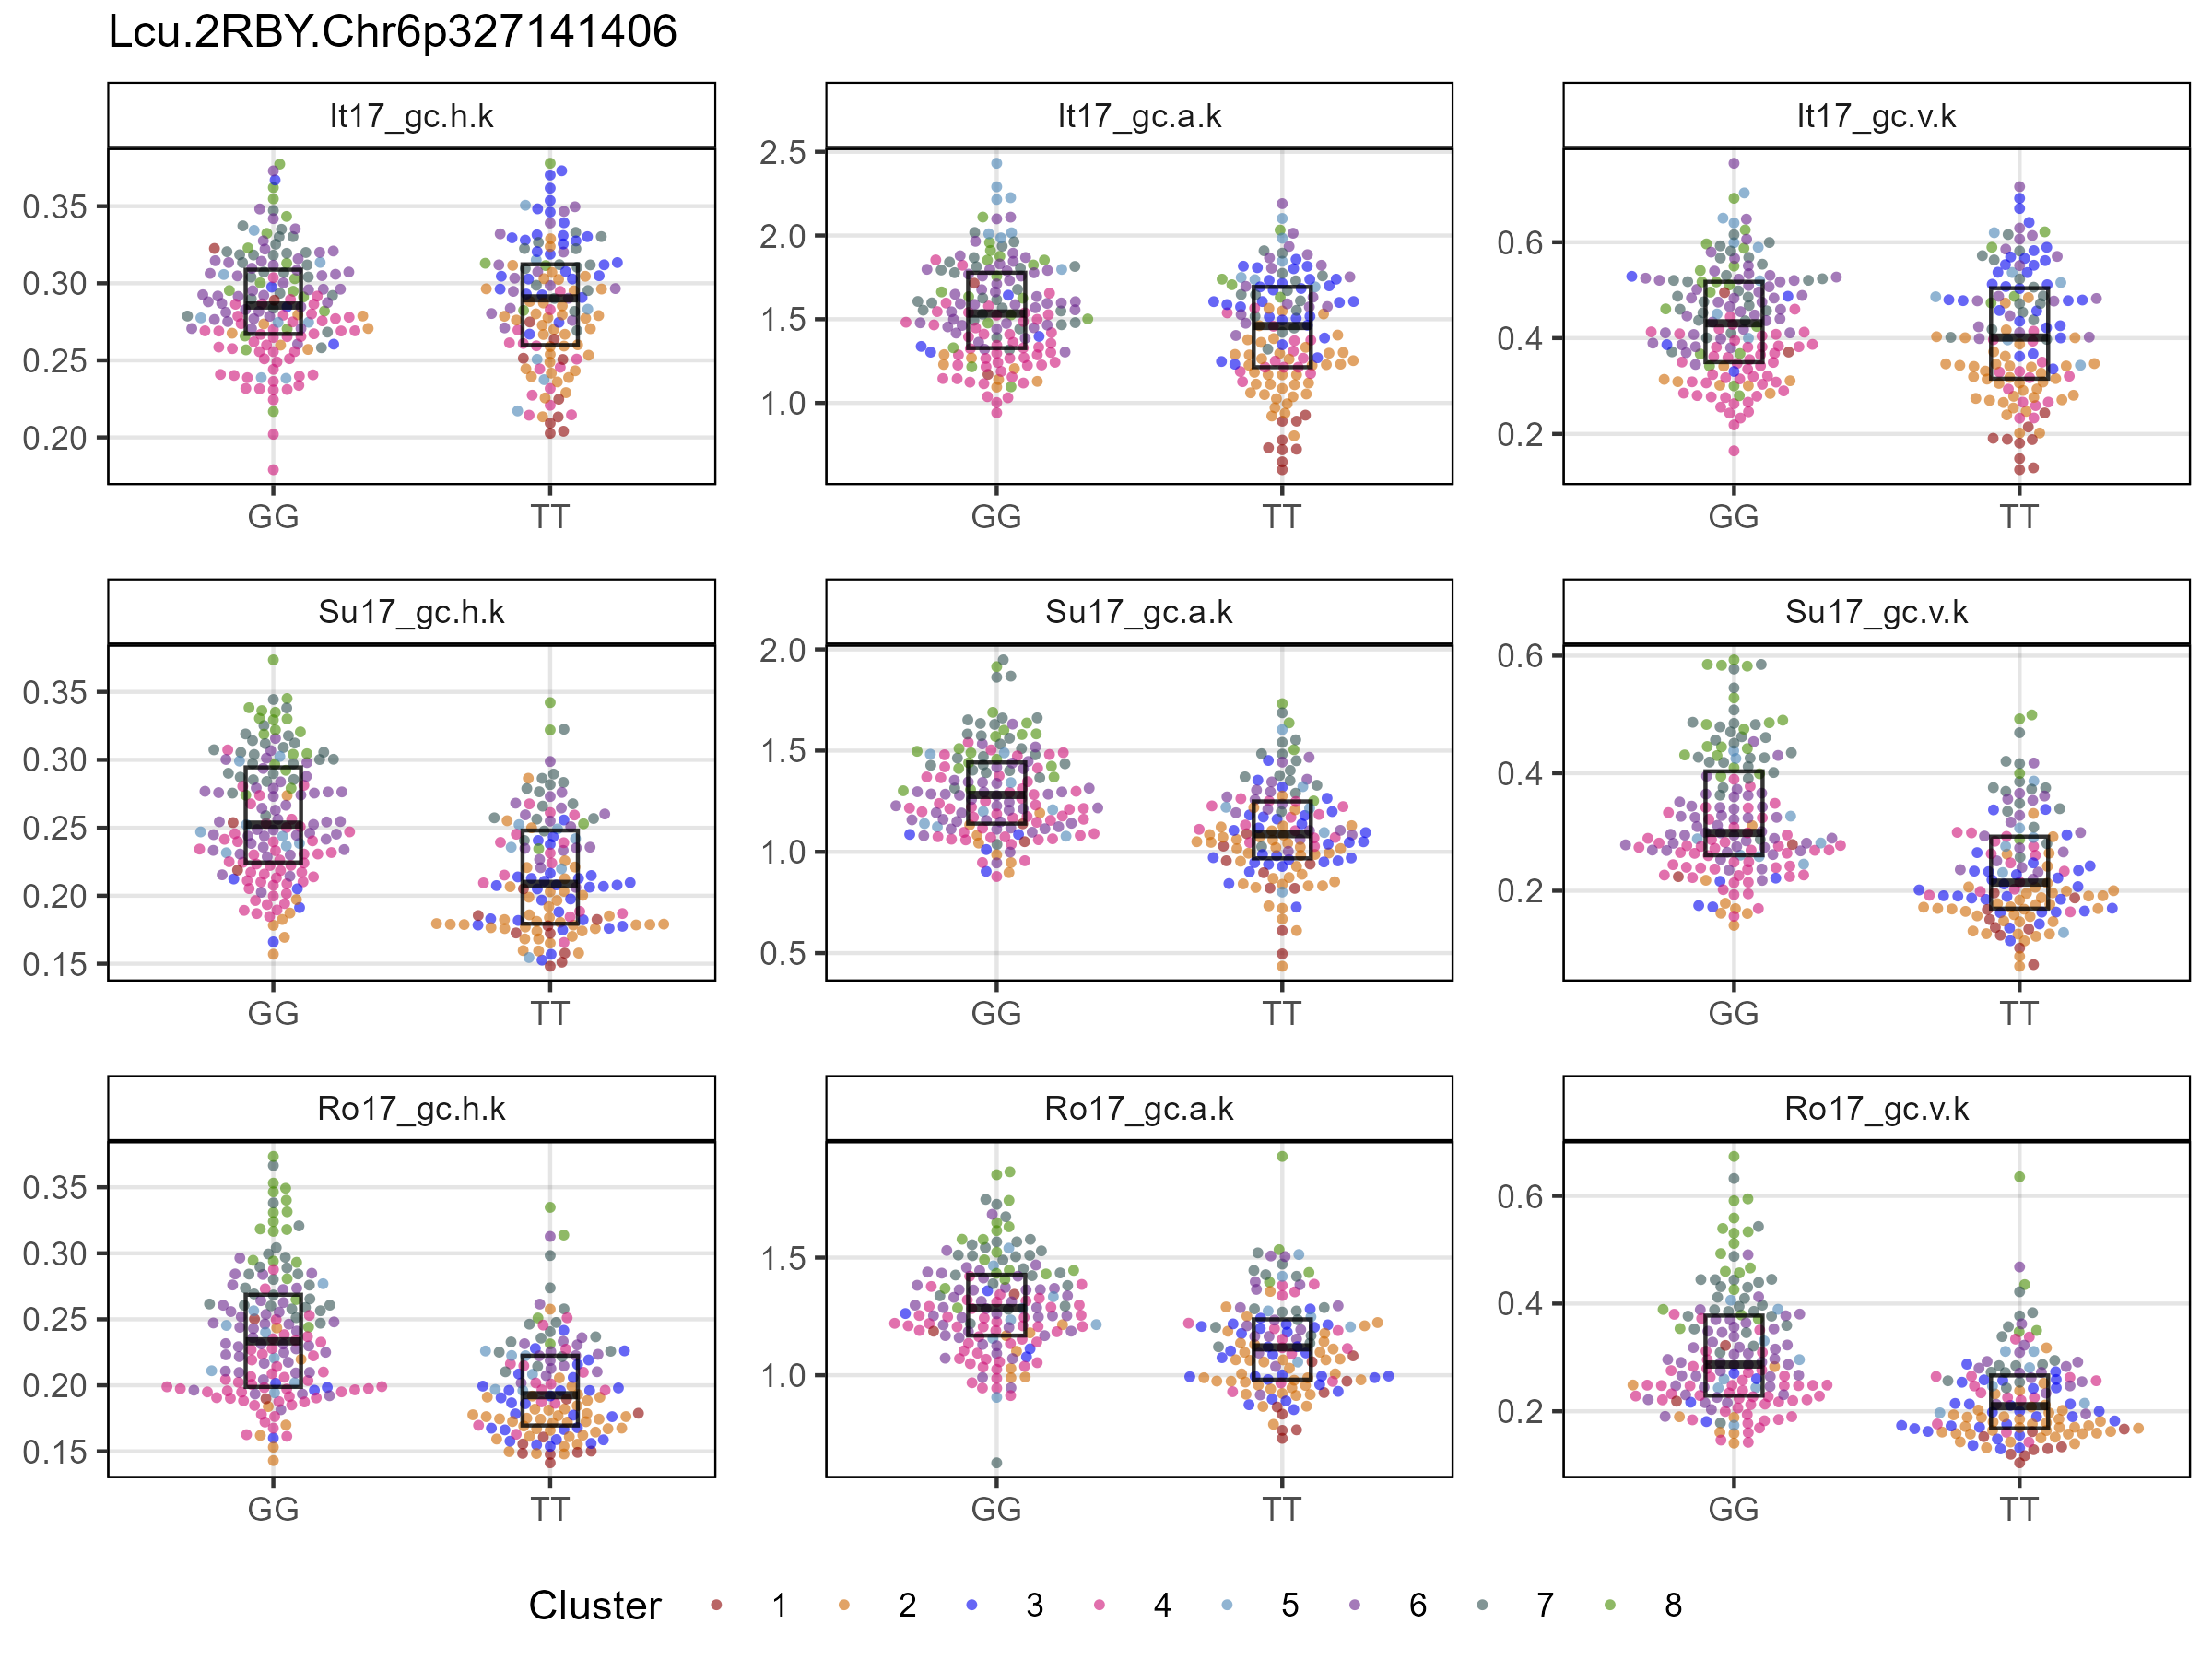 Lcu.2RBY.Chr6p327141406
It17_gc.h.k
It17_gc.a.k
It17_gc.v.k
0.35
0.30
0.25
0.20
GG TT
2.5
2.0
1.5
1.0
GG TT
0.6
0.4
0.2
GG TT
Su17_gc.h.k
Su17_gc.a.k
Su17_gc.v.k
0.35
0.30
0.25
0.20
0.15
GG TT
2.0
1.5
1.0
0.5
GG TT
0.6
0.4
0.2
GG TT
Ro17_gc.h.k
Ro17_gc.a.k
Ro17_gc.v.k
0.35
0.30
0.25
0.20
0.15
GG TT
1.5
1.0
GG TT
0.6
0.4
0.2
GG TT
Cluster 1 2 3 4 5 6 7 8